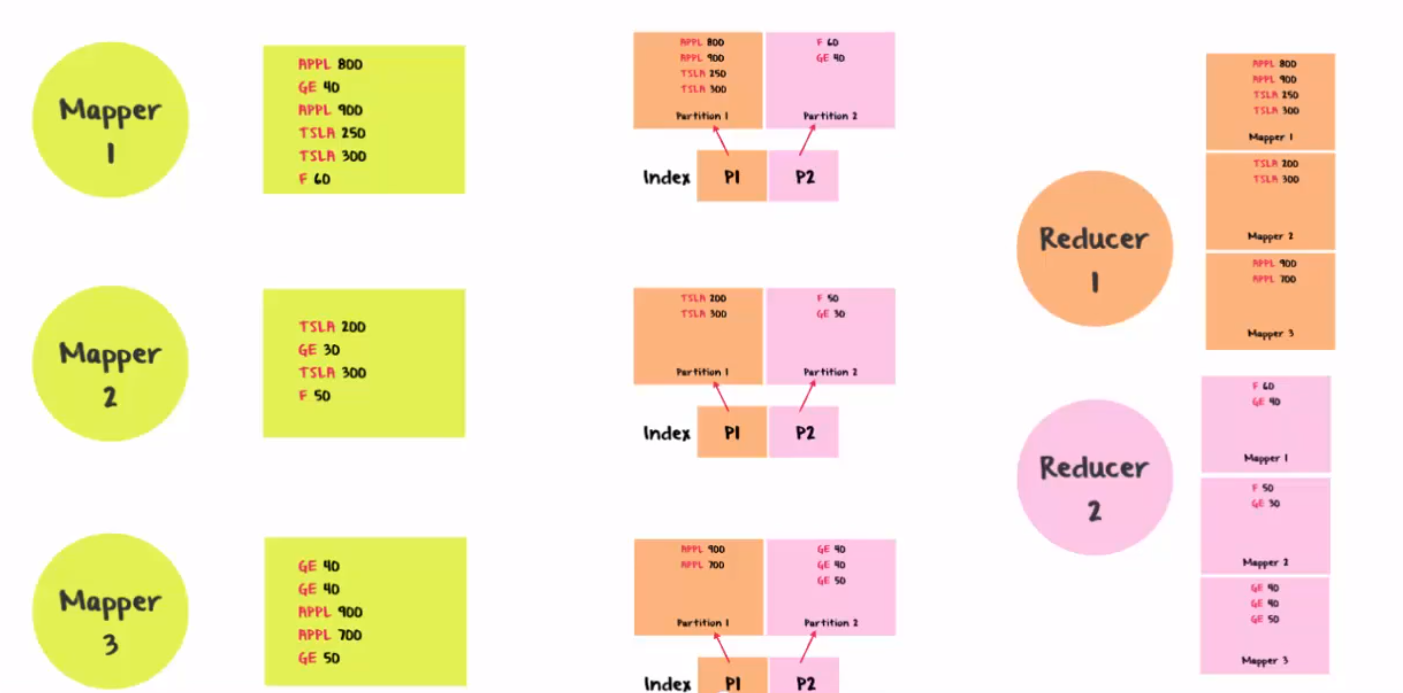 Mapper
1
APPL 800
GE 40
APPL 900
TSLA 250
TSLA 300
F 60
APPL 800
APPL 900
TSLA 250
TSLA 300
Partition 1
F 60
GE 40
Partition 2
Index P1 P2
Mapper
2
TSLA 200
GE 30
TSLA 300
F 50
TSLA 200
TSLA 300
Partition 1
F 50
GE 30
Partition 2
Index P1 P2
Mapper
3
GE 40
GE 40
APPL 900
APPL 700
GE 50
APPL 900
APPL 700
Partition 1
GE 40
GE 40
GE 50
Partition 2
Index P1 P2
Reducer
1
APPL 800
APPL 900
TSLA 250
TSLA 300
Mapper 1
TSLA 200
TSLA 300
Mapper 2
APPL 900
APPL 700
Mapper 3
Reducer
2
F 60
GE 40
Mapper 1
F 50
GE 30
Mapper 2
GE 40
GE 40
GE 50
Mapper 3